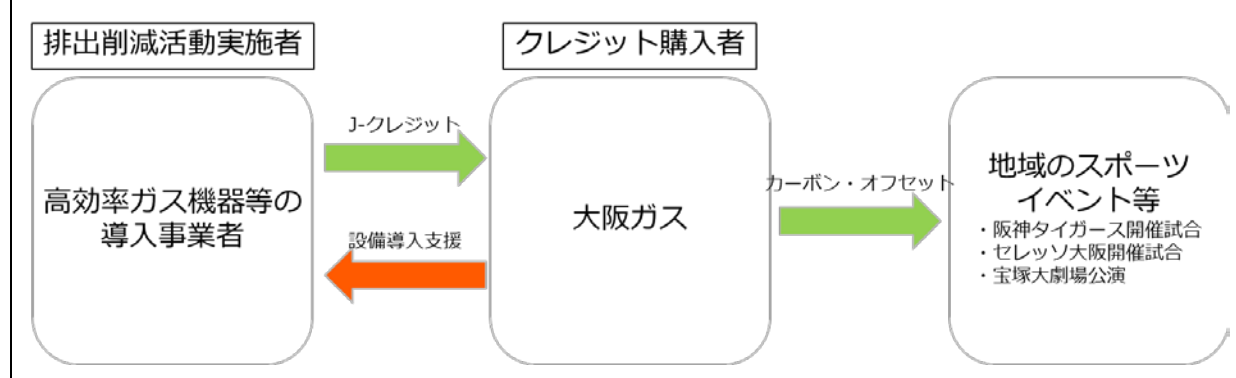 排出削減活動実施者
クレジット購入者
高効率ガス機器等の
導入事業者
J-クレジット
設備導入支援
大阪ガス
カーボン・オフセット
地域のスポーツ
イベント等
・阪神タイガース開催試合
・セレッソ大阪開催試合
・宝塚大劇場公演